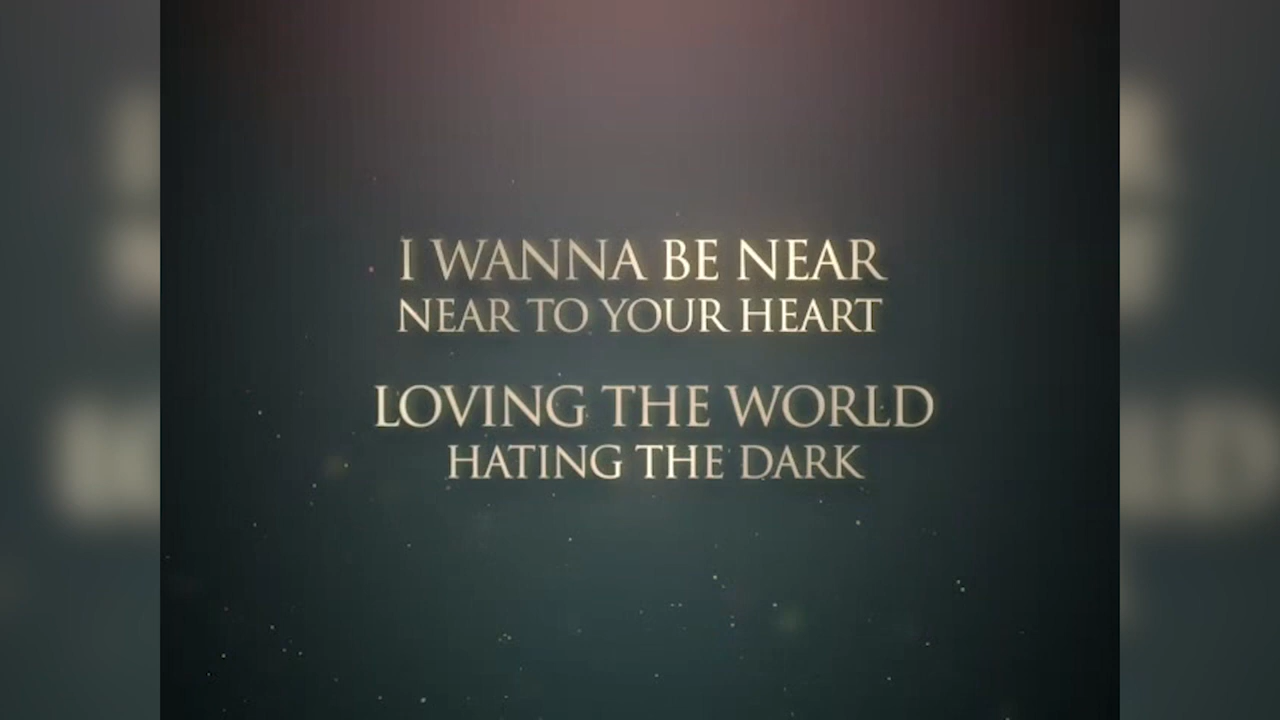 I WANNA BE NEAR
NEAR TO YOUR HEART
LOVING THE WORLD
HATING THE DARK